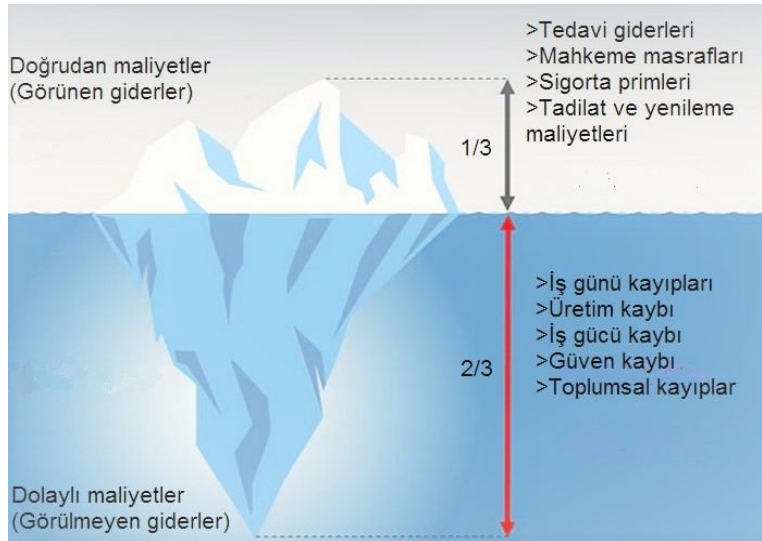 Doğrudan maliyetler
(Görünen giderler)
>Tedavi giderleri
>Mahkeme masrafları
>Sigorta primleri
>Tadilat ve yenileme
maliyetleri
1/3
>İş günü kayıpları
>Üretim kaybı
>İş gücü kaybı
>Güven kaybı
>Toplumsal kayıplar
2/3
Dolaylı maliyetler
(Görülmeyen giderler)